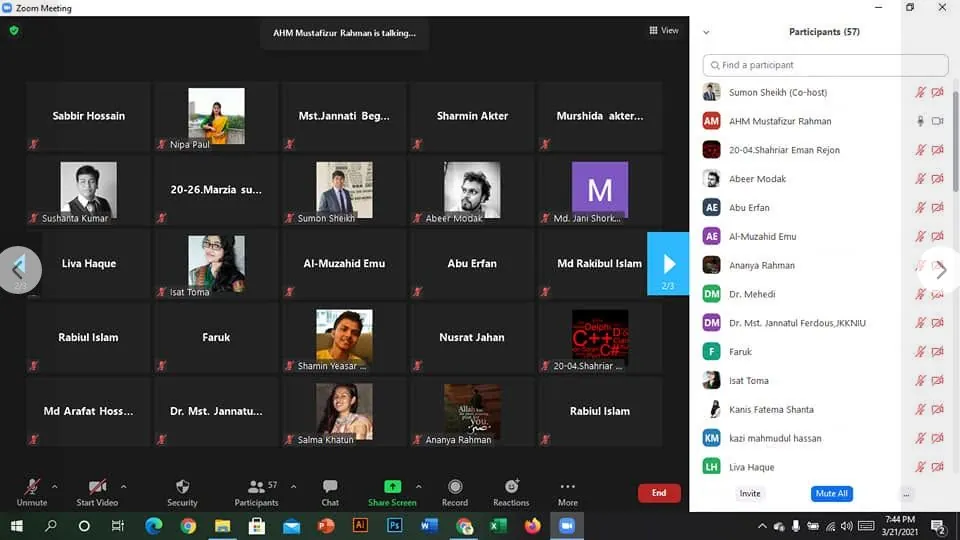 Zoom Meeting
AHM Mustafizur Rahman is talking...
View
Sabbir Hossain
Nipa Paul
Mst.Jannati Beg...
Sharmin Akter
Murshida akter...
Sushanta Kumar
20-26.Marzia su...
Sumon Sheikh
Abeer Modak
M
Md. Jani Shork...
Liva Haque
Isat Toma
Al-Muzahid Emu
Abu Erfan
Md Rakibul Islam
2/3
2/3
Rabiul Islam
Faruk
Shamin Yeasar ...
Nusrat Jahan
Delphi
C++
C#
20-04.Shahriar ...
Md Arafat Hoss...
Dr. Mst. Jannatu...
Salma Khatun
Allah
you.
Ananya Rahman
Rabiul Islam
Unmute
Start Video
Security
57
Participants
Chat
Share Screen
Record
Reactions
More
End
Participants (57)
Find a participant
Sumon Sheikh (Co-host)
AM AHM Mustafizur Rahman
20-04.Shahriar Eman Rejon
Abeer Modak
AE Abu Erfan
AE Al-Muzahid Emu
Ananya Rahman
DM Dr. Mehedi
DM Dr. Mst. Jannatul Ferdous,JKKNIU
F Faruk
Isat Toma
Kanis Fatema Shanta
KM kazi mahmudul hassan
LH Liva Haque
Invite
Mute All
...
Ai
Ps
7:44 PM
3/21/2021
2